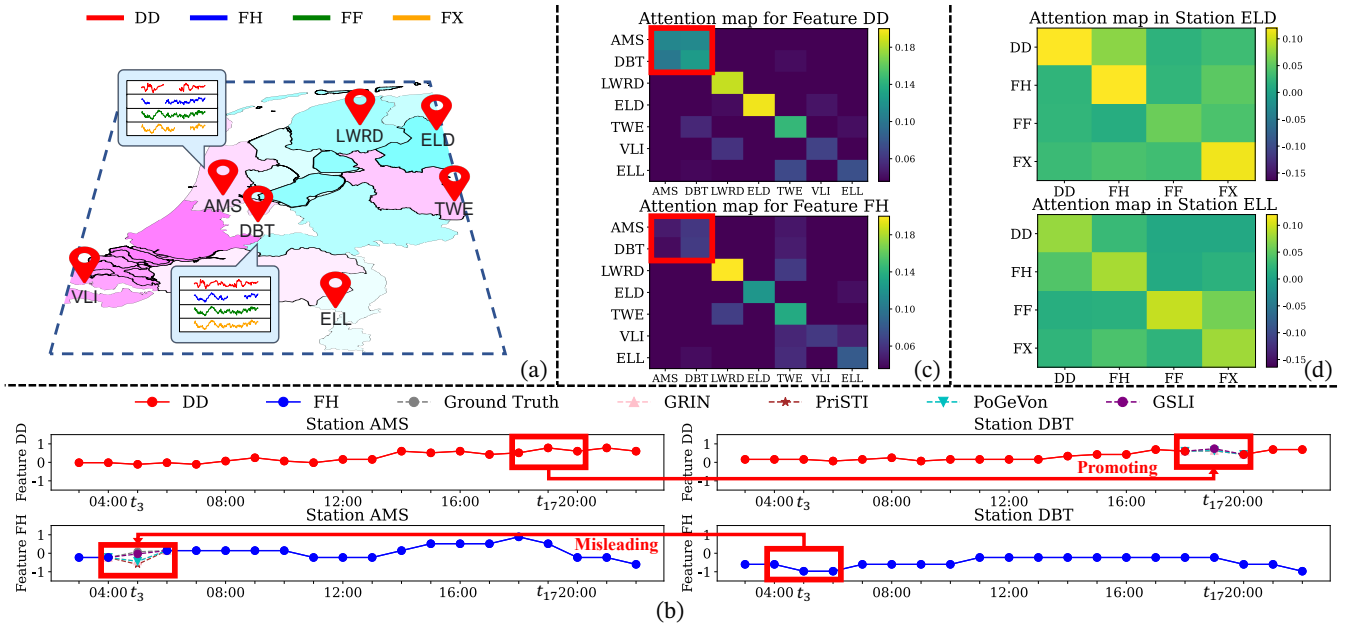 DD FH FF FX
LWRD
ELD
AMS
TWE
DBT
VLI
ELL
(a)
Attention map for Feature DD
AMS
DBT
LWRD
ELD
TWE
VLI
ELL
AMS DBT LWRD ELD TWE VLI ELL
0.18
0.14
0.10
0.06
Attention map for Feature FH
AMS
DBT
LWRD
ELD
TWE
VLI
ELL
AMS DBT LWRD ELD TWE VLI ELL
0.18
0.14
0.10
0.06
(c)
Attention map in Station ELD
DD
FH
FF
FX
DD FH FF FX
0.10
0.05
0.00
-0.05
-0.10
-0.15
Attention map in Station ELL
DD
FH
FF
FX
DD FH FF FX
0.10
0.05
0.00
-0.05
-0.10
-0.15
(d)
DD FH Ground Truth GRIN PriSTI PoGeVon GSLI
Station AMS
Feature DD
1
0
-1
04:00 t3 08:00 12:00 16:00 t17 20:00
Station DBT
Feature DD
1
0
-1
Promoting
04:00 t3 08:00 12:00 16:00 t17 20:00
Station AMS
Feature FH
1
0
-1
Misleading
04:00 t3 08:00 12:00 16:00 t17 20:00
Station DBT
Feature FH
1
0
-1
04:00 t3 08:00 12:00 16:00 t17 20:00
(b)